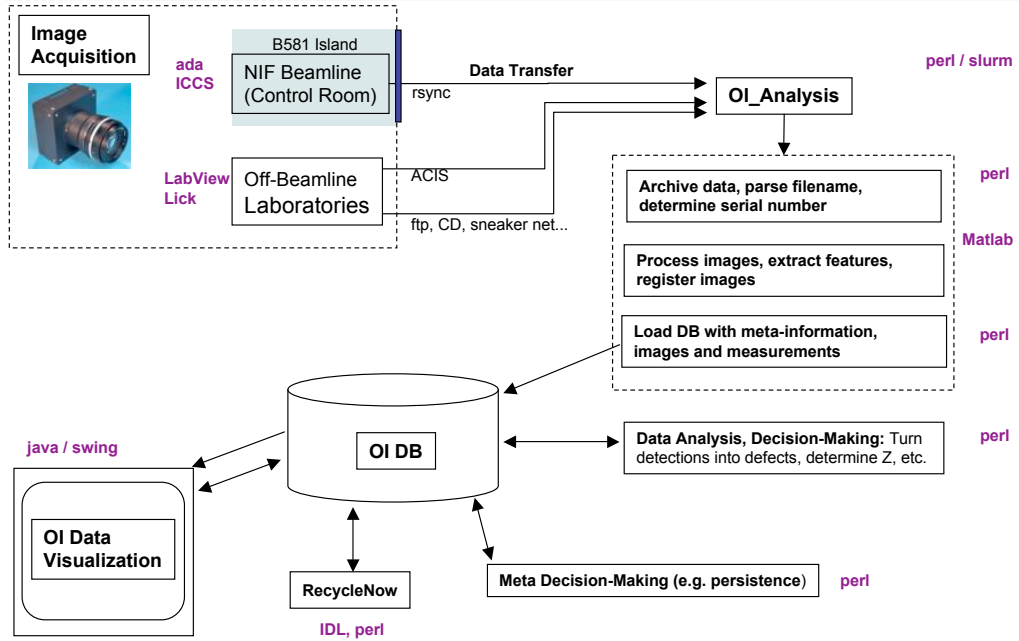 Image
Acquisition
ada
ICCS
B581 Island
NIF Beamline
(Control Room)
Data Transfer
rsync
perl / slurm
OI_Analysis
LabView
Lick
Off-Beamline
Laboratories
ACIS
ftp, CD, sneaker net...
perl
Archive data, parse filename,
determine serial number
Matlab
Process images, extract features,
register images
Load DB with meta-information,
images and measurements
perl
java / swing
OI DB
Data Analysis, Decision-Making: Turn
detections into defects, determine Z, etc.
perl
OI Data
Visualization
RecycleNow
IDL, perl
Meta Decision-Making (e.g. persistence)
perl